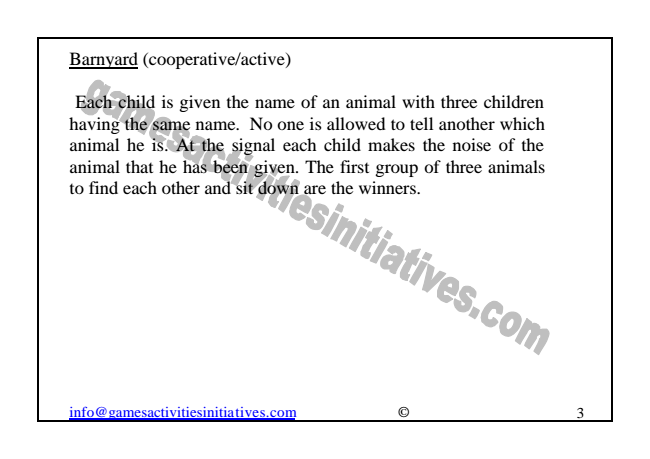 Barnyard (cooperative/active)
Each child is given the name of an animal with three children
having the same name. No one is allowed to tell another which
animal he is. At the signal each child makes the noise of the
animal that he has been given. The first group of three animals
to find each other and sit down are the winners.
gamesactivitiesinitiatives.com
info@gamesactivitiesinitiatives.com © 3